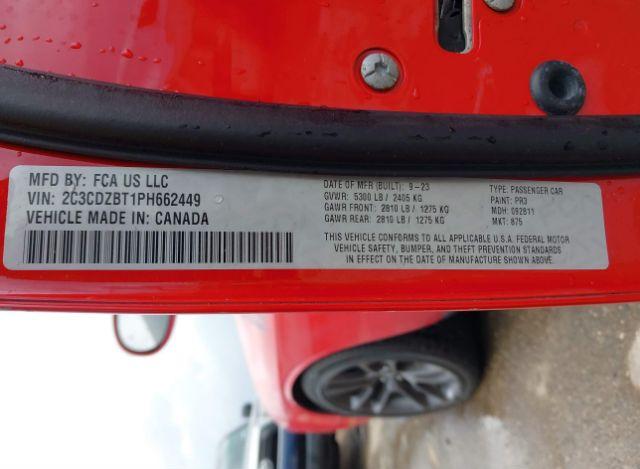 MFD BY: FCA US LLC
VIN: 2C3CDZBT1PH662449
VEHICLE MADE IN: CANADA
DATE OF MFR (BUILT): 9-23
GVWR: 5300 LB / 2405 KG
GAWR FRONT: 2810 LB / 1275 KG
GAWR REAR: 2810 LB / 1275 KG
TYPE: PASSENGER CAR
PAINT: PR3
MDH: 092811
MKT: 875
THIS VEHICLE CONFORMS TO ALL APPLICABLE U.S.A. FEDERAL MOTOR
VEHICLE SAFETY, BUMPER, AND THEFT PREVENTION STANDARDS
IN EFFECT ON THE DATE OF MANUFACTURE SHOWN ABOVE.